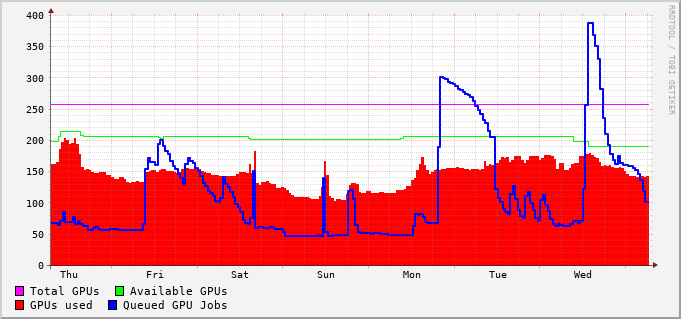 400
350
300
250
200
150
100
50
0
Thu Fri Sat Sun Mon Tue Wed
Total GPUs Available GPUs
GPUs used Queued GPU Jobs
RRDTOOL / TOBI OETIKER